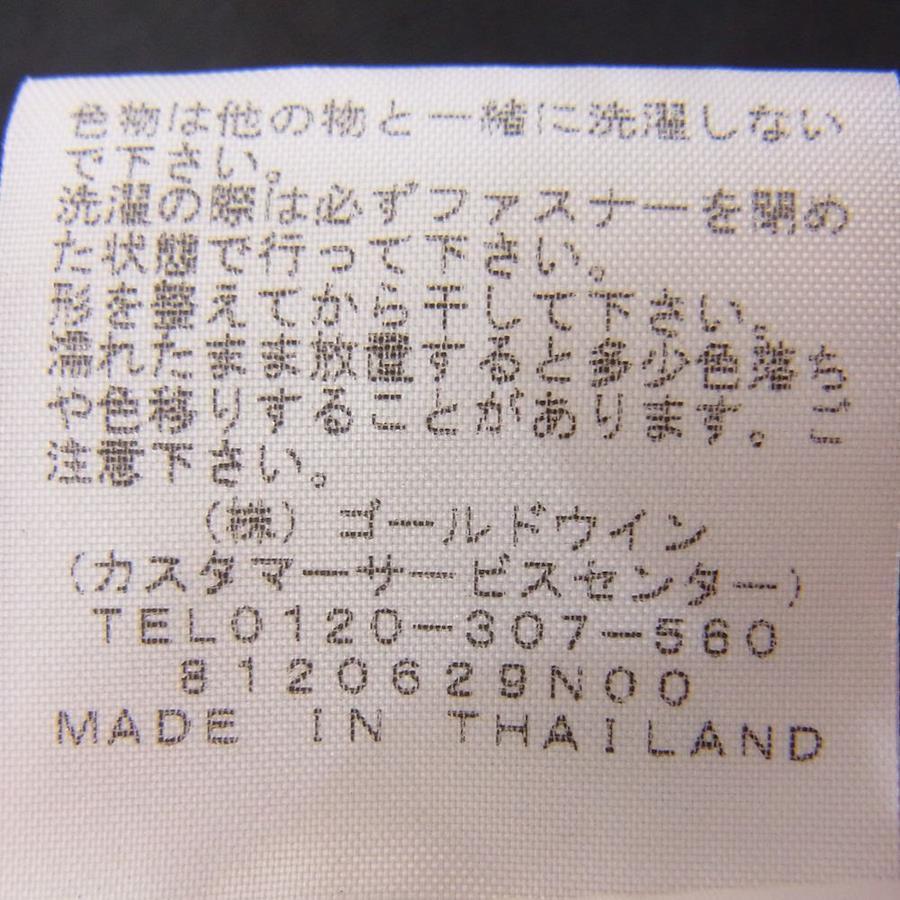 色物は他の物と一緒に洗濯しない
で下さい。
洗濯の際は必ずファスナーを閉め
た状態で行って下さい。
形を整えてから干して下さい。
濡れたまま放置すると多少色落ち
や色移りすることがあります。ご
注意下さい。
(株)ゴールドウイン
(カスタマーサービスセンター)
TEL0120-307-560
8120629N00
MADE IN THAILAND